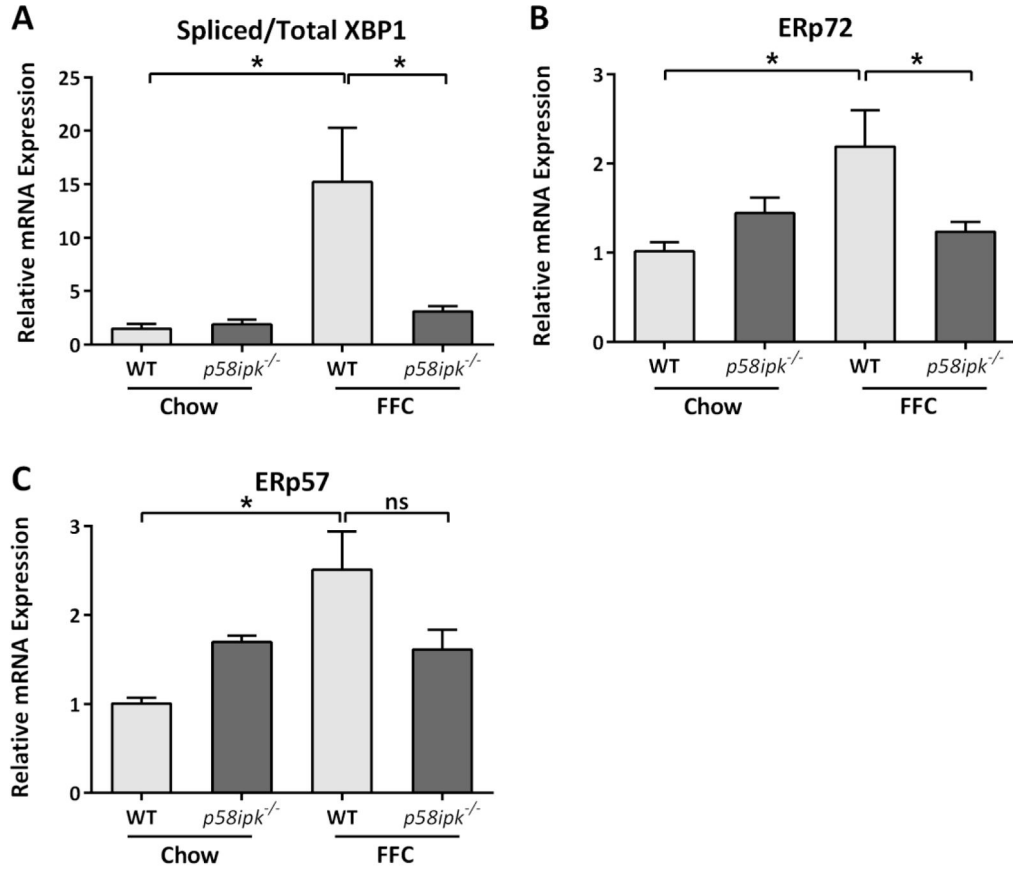 A
Spliced/Total XBP1
* *
Relative mRNA Expression
25
20
15
10
5
0
WT p58ipk-/- WT p58ipk-/-
Chow FFC
B
ERp72
* *
Relative mRNA Expression
3
2
1
0
WT p58ipk-/- WT p58ipk-/-
Chow FFC
C
ERp57
* ns
Relative mRNA Expression
3
2
1
0
WT p58ipk-/- WT p58ipk-/-
Chow FFC